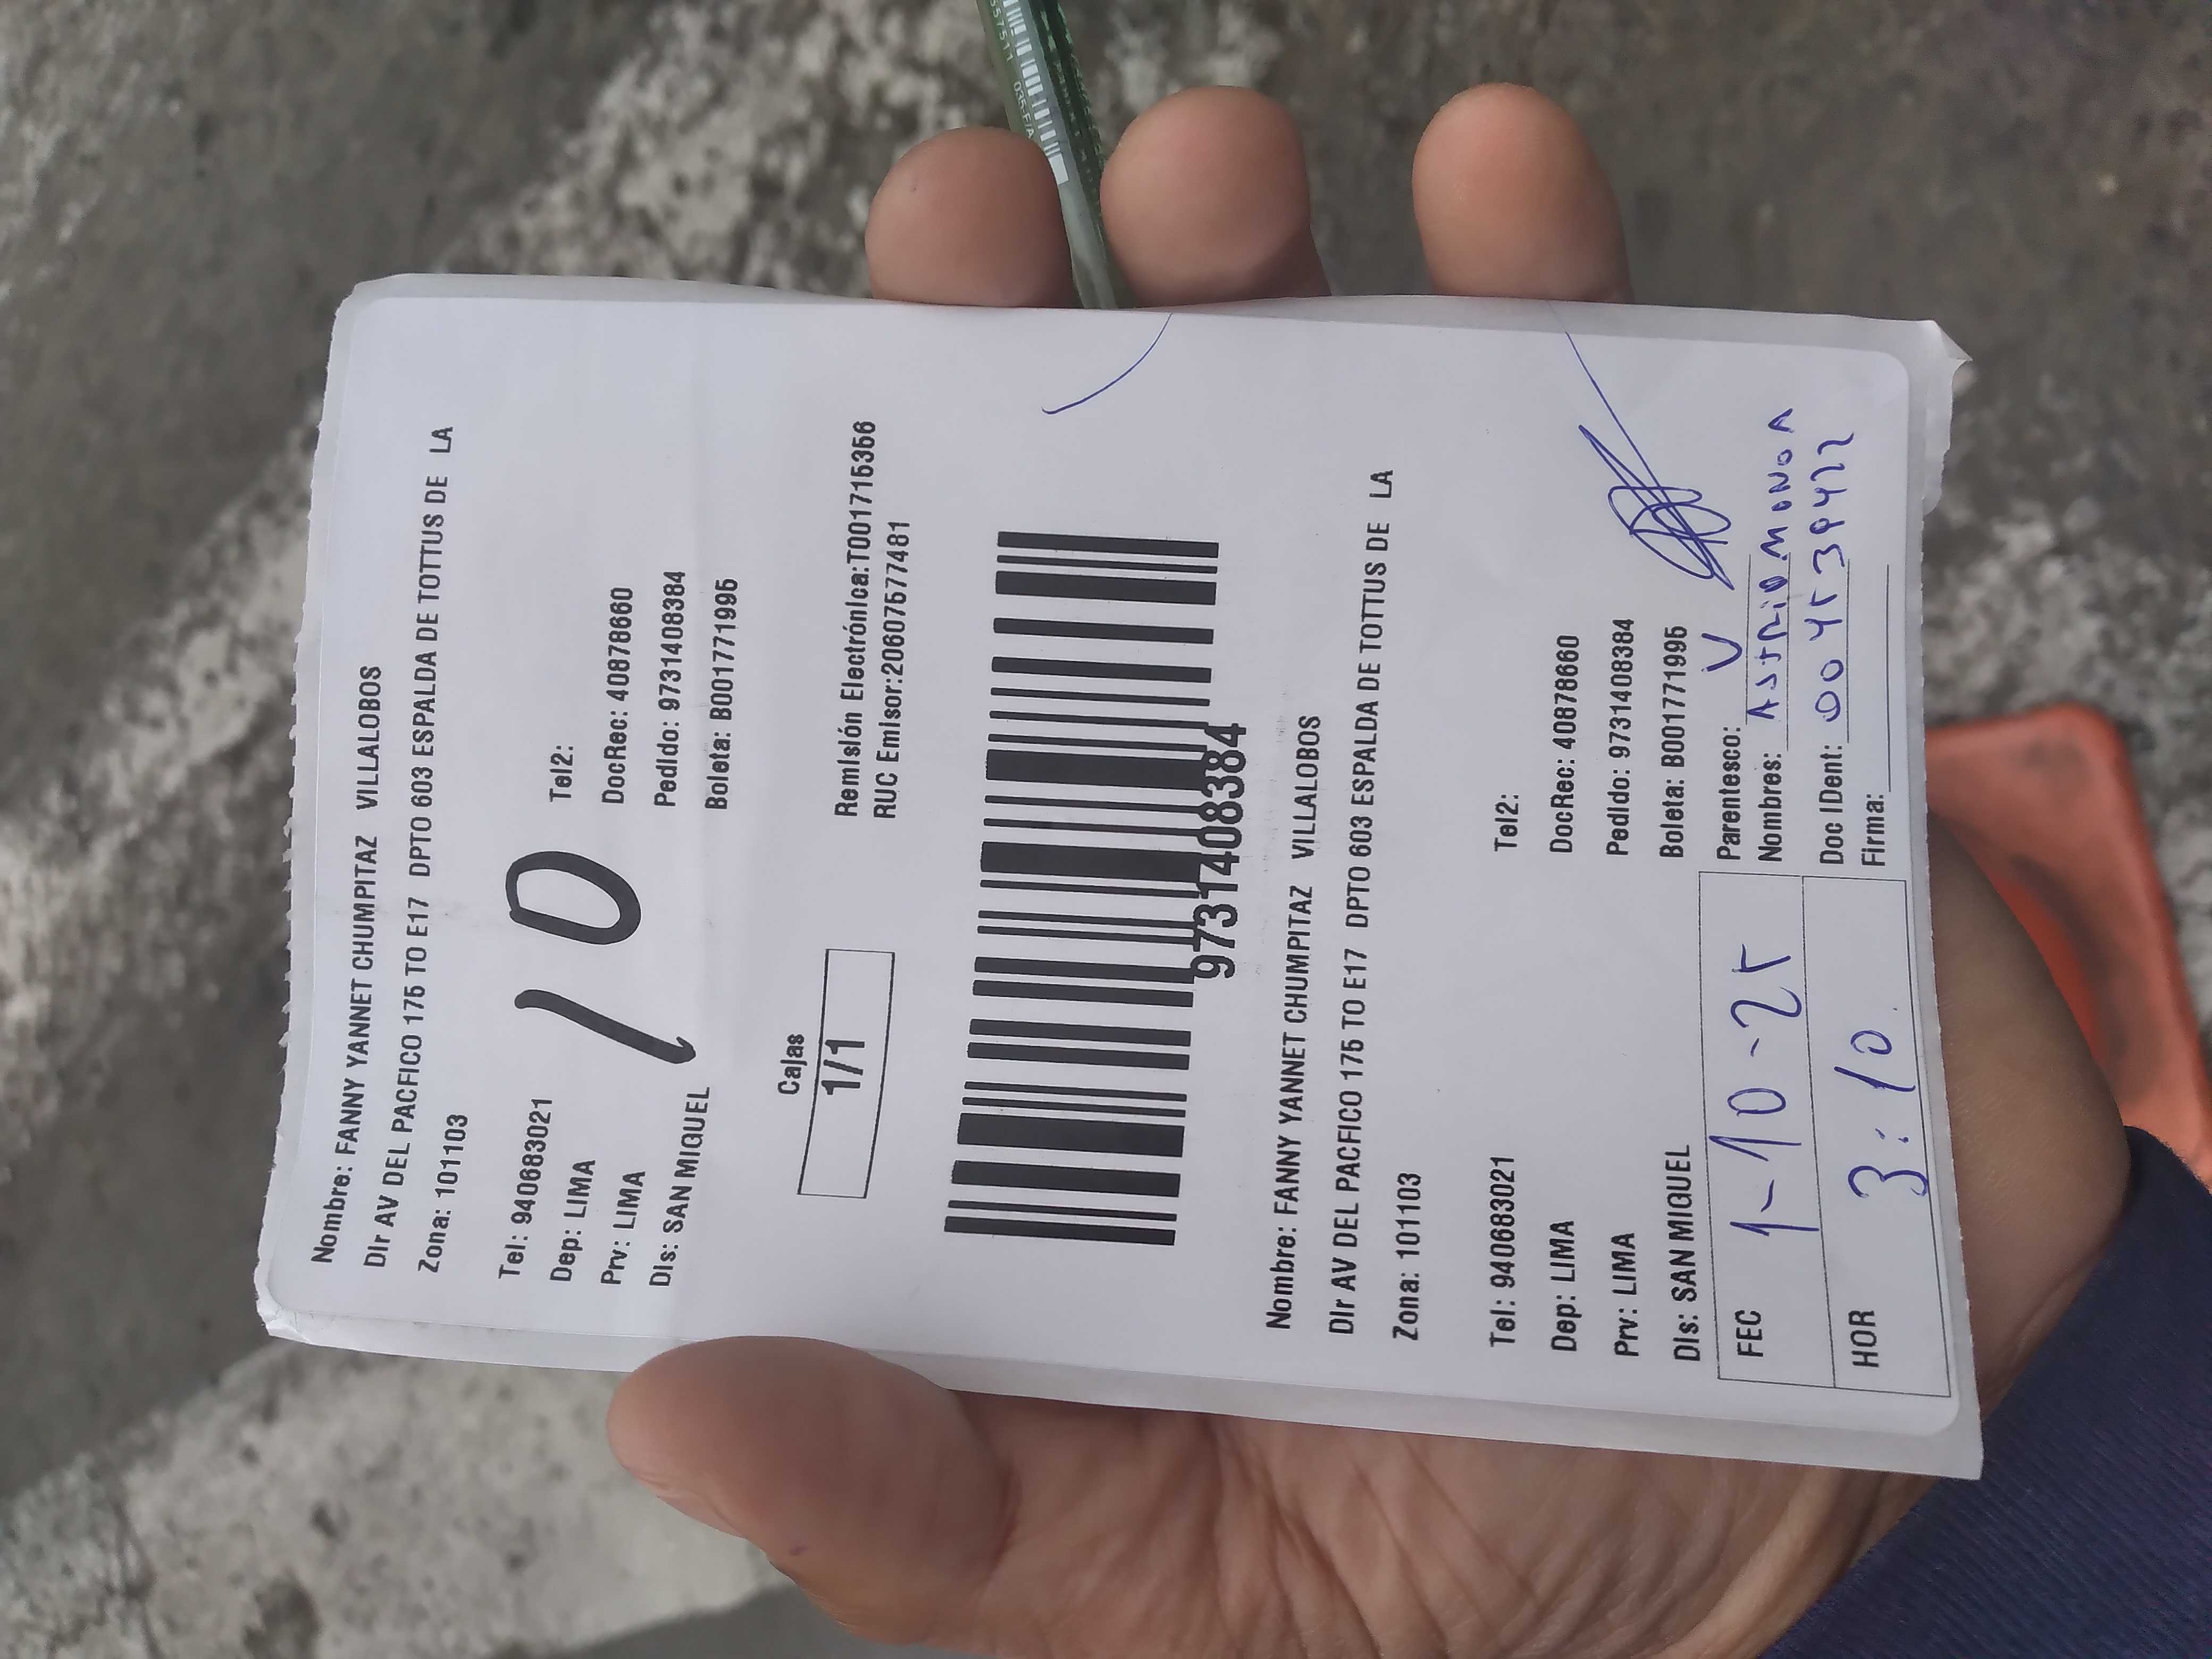 Nombre: FANNY YANNET CHUMPITAZ VILLALOBOS
Dir AV DEL PACFICO 175 TO E17 DPTO 603 ESPALDA DE TOTTUS DE LA
Zona: 101103
Tel: 940683021 Tel2:
Dep: LIMA DocRec: 40878660
Prv: LIMA Pedido: 9731408384
Dis: SAN MIGUEL Boleta: B001771995
10
Cajas
1/1
Remisión Electrónica:T001715366
RUC Emisor:20607577481
9731408384
Nombre: FANNY YANNET CHUMPITAZ VILLALOBOS
Dir AV DEL PACFICO 175 TO E17 DPTO 603 ESPALDA DE TOTTUS DE LA
Zona: 101103
Tel: 940683021 Tel2:
Dep: LIMA DocRec: 40878660
Prv: LIMA Pedido: 9731408384
Dis: SAN MIGUEL Boleta: B001771995
FEC 1-10-25 Parentesco: V
Nombres:
HOR 3:10 Doc IDent:
Firma: